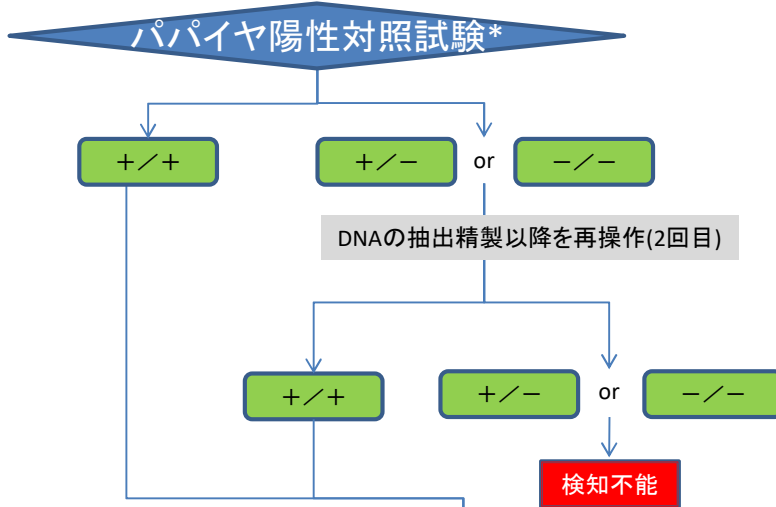 パパイヤ陽性対照試験*
+/+
+/− or −/−
DNAの抽出精製以降を再操作(2回目)
+/+
+/− or −/−
検知不能